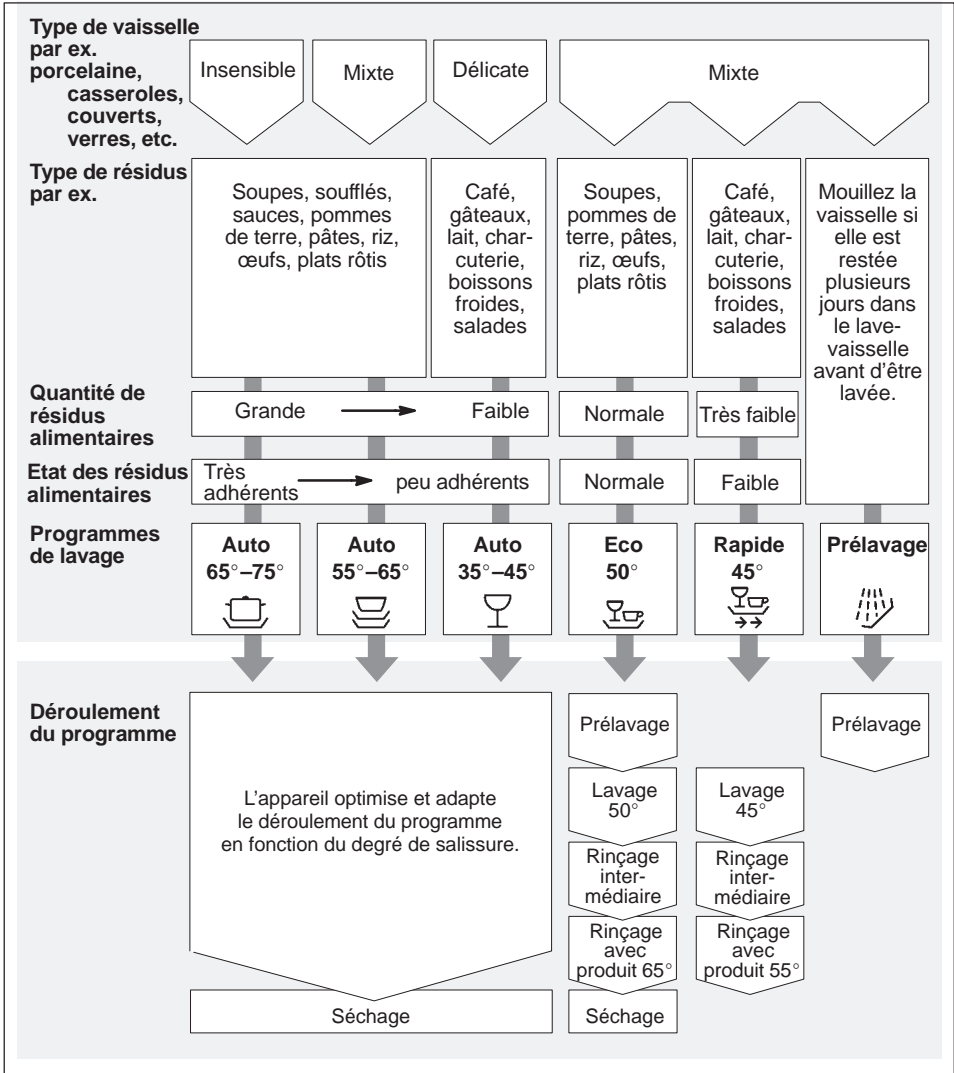 Type de vaisselle
par ex.
porcelaine,
casseroles,
couverts,
verres, etc.
Insensible
Mixte
Délicate
Mixte
Type de résidus
par ex.
Soupes, soufflés,
sauces, pommes
de terre, pâtes, riz,
œufs, plats rôtis
Café,
gâteaux,
lait, char-
cuterie,
boissons
froides,
salades
Soupes,
pommes de
terre, pâtes,
riz, œufs,
plats rôtis
Café,
gâteaux,
lait, char-
cuterie,
boissons
froides,
salades
Mouillez la
vaisselle si
elle est
restée
plusieurs
jours dans
le lave-
vaisselle
avant d'être
lavée.
Quantité de
résidus
alimentaires
Grande
Faible
Normale
Très faible
Etat des résidus
alimentaires
Très
adhérents
peu adhérents
Normale
Faible
Programmes
de lavage
Auto
65°–75°
Auto
55°–65°
Auto
35°–45°
Eco
50°
Rapide
45°
Prélavage
Déroulement
du programme
L'appareil optimise et adapte
le déroulement du programme
en fonction du degré de salissure.
Séchage
Prélavage
Lavage
50°
Rinçage
inter-
médiaire
Rinçage
avec
produit 65°
Séchage
Lavage
45°
Rinçage
inter-
médiaire
Rinçage
avec
produit 55°
Prélavage